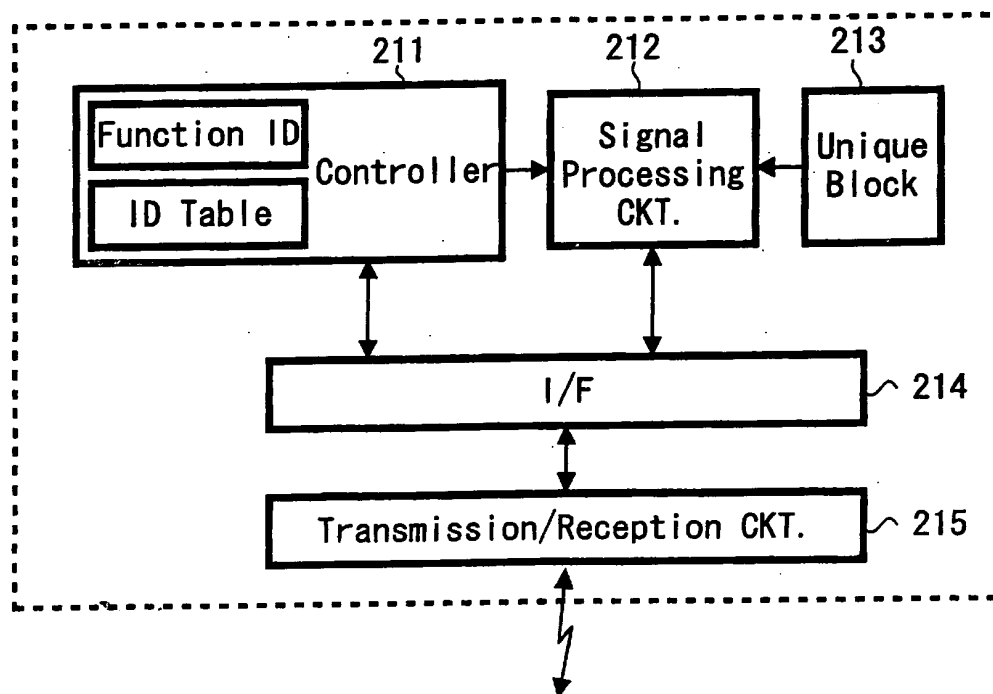 211
212
213
Function ID
ID Table
Controller
Signal
Processing
CKT.
Unique
Block
I/F
214
Transmission/Reception CKT.
215